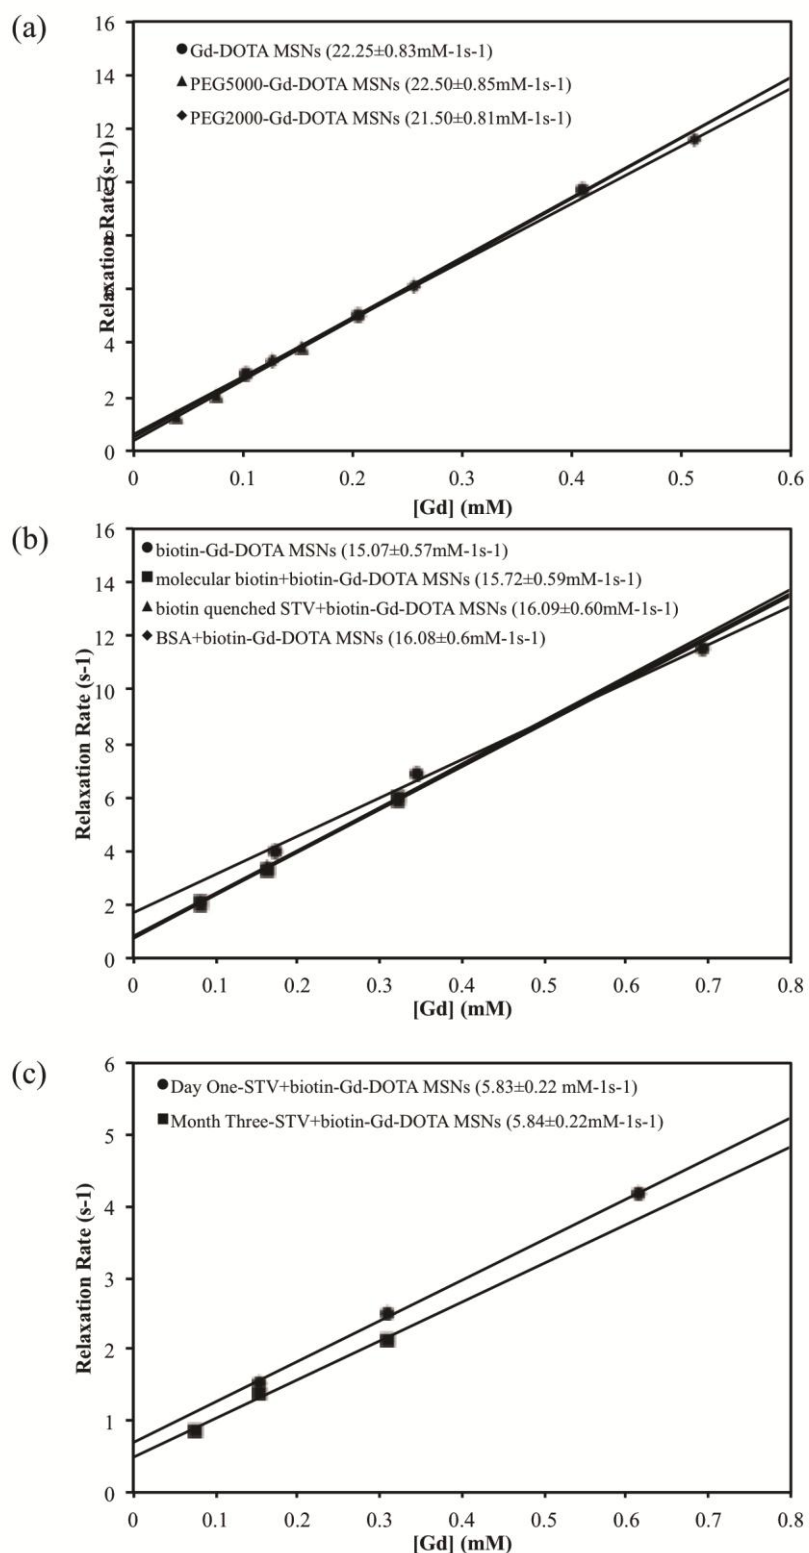 (a)
16
14
12
10
8
6
4
2
0
Relaxation Rate (s-1)
Gd-DOTA MSNs (22.25±0.83mM-1s-1)
PEG5000-Gd-DOTA MSNs (22.50±0.85mM-1s-1)
PEG2000-Gd-DOTA MSNs (21.50±0.81mM-1s-1)
0 0.1 0.2 0.3 0.4 0.5 0.6
[Gd] (mM)
(b)
16
14
12
10
8
6
4
2
0
Relaxation Rate (s-1)
biotin-Gd-DOTA MSNs (15.07±0.57mM-1s-1)
molecular biotin+biotin-Gd-DOTA MSNs (15.72±0.59mM-1s-1)
biotin quenched STV+biotin-Gd-DOTA MSNs (16.09±0.60mM-1s-1)
BSA+biotin-Gd-DOTA MSNs (16.08±0.6mM-1s-1)
0 0.1 0.2 0.3 0.4 0.5 0.6 0.7 0.8
[Gd] (mM)
(c)
6
5
4
3
2
1
0
Relaxation Rate (s-1)
Day One-STV+biotin-Gd-DOTA MSNs (5.83±0.22 mM-1s-1)
Month Three-STV+biotin-Gd-DOTA MSNs (5.84±0.22mM-1s-1)
0 0.1 0.2 0.3 0.4 0.5 0.6 0.7 0.8
[Gd] (mM)